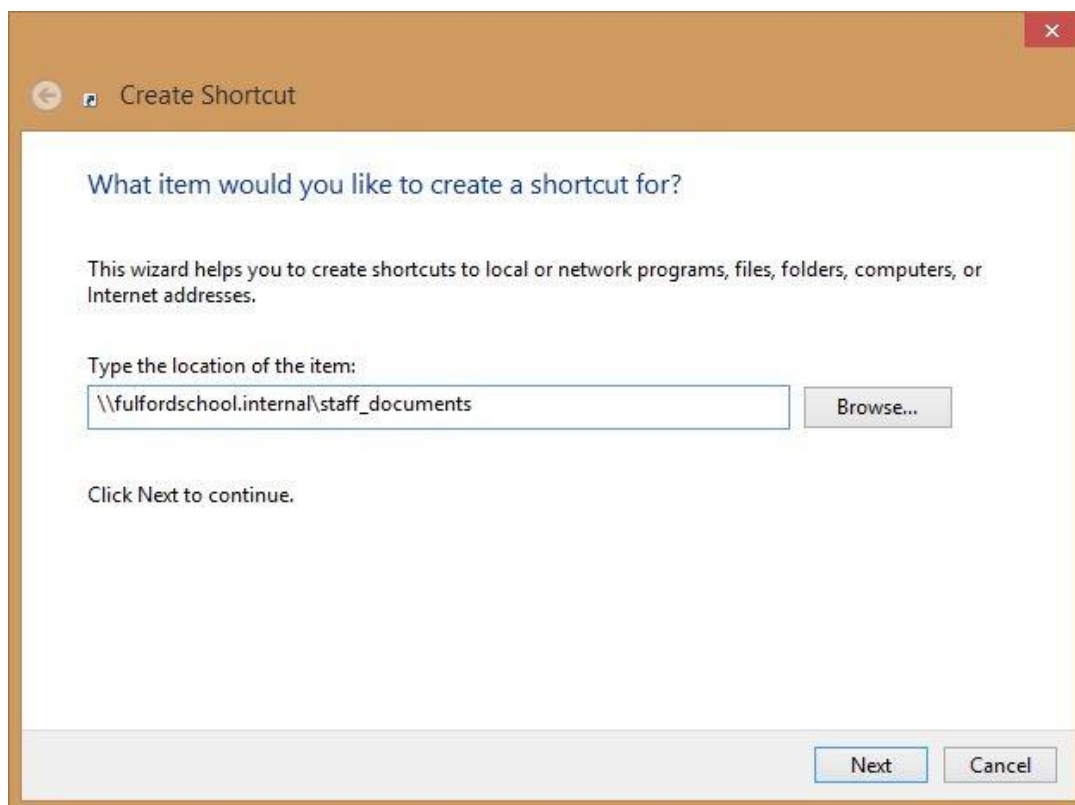 Create Shortcut
What item would you like to create a shortcut for?
This wizard helps you to create shortcuts to local or network programs, files, folders, computers, or
Internet addresses.
Type the location of the item:
\\fulfordschool.internal\staff_documents
Browse...
Click Next to continue.
Next
Cancel